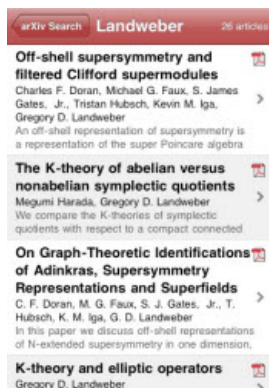 arXiv Search Landweber 26 articles
Off-shell supersymmetry and
filtered Clifford supermodules
Charles F. Doran, Michael G. Faux, S. James
Gates, Jr., Tristan Hubsch, Kevin M. Iga,
Gregory D. Landweber
An off-shell representation of supersymmetry is
a representation of the super Poincare algebra
The K-theory of abelian versus
nonabelian symplectic quotients
Megumi Harada, Gregory D. Landweber
We compare the K-theories of symplectic
quotients with respect to a compact connected
On Graph-Theoretic Identifications
of Adinkras, Supersymmetry
Representations and Superfields
C. F. Doran, M. G. Faux, S. J. Gates, Jr., T.
Hubsch, K. M. Iga, G. D. Landweber
In this paper we discuss off-shell representations
of N-extended supersymmetry in one dimension,
K-theory and elliptic operators
Gregory D. Landweber